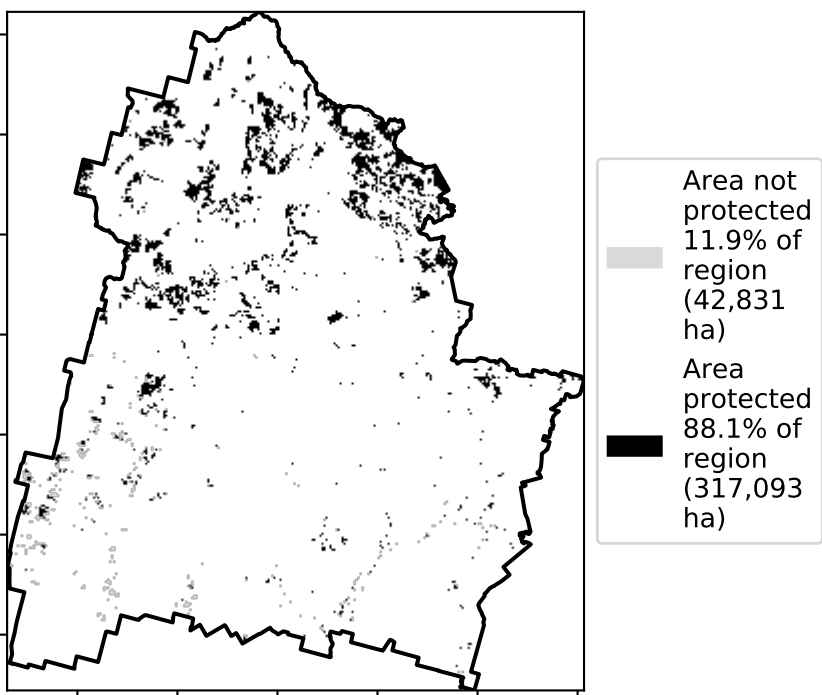 Area not
protected
11.9% of
region
(42,831
ha)
Area
protected
88.1% of
region
(317,093
ha)